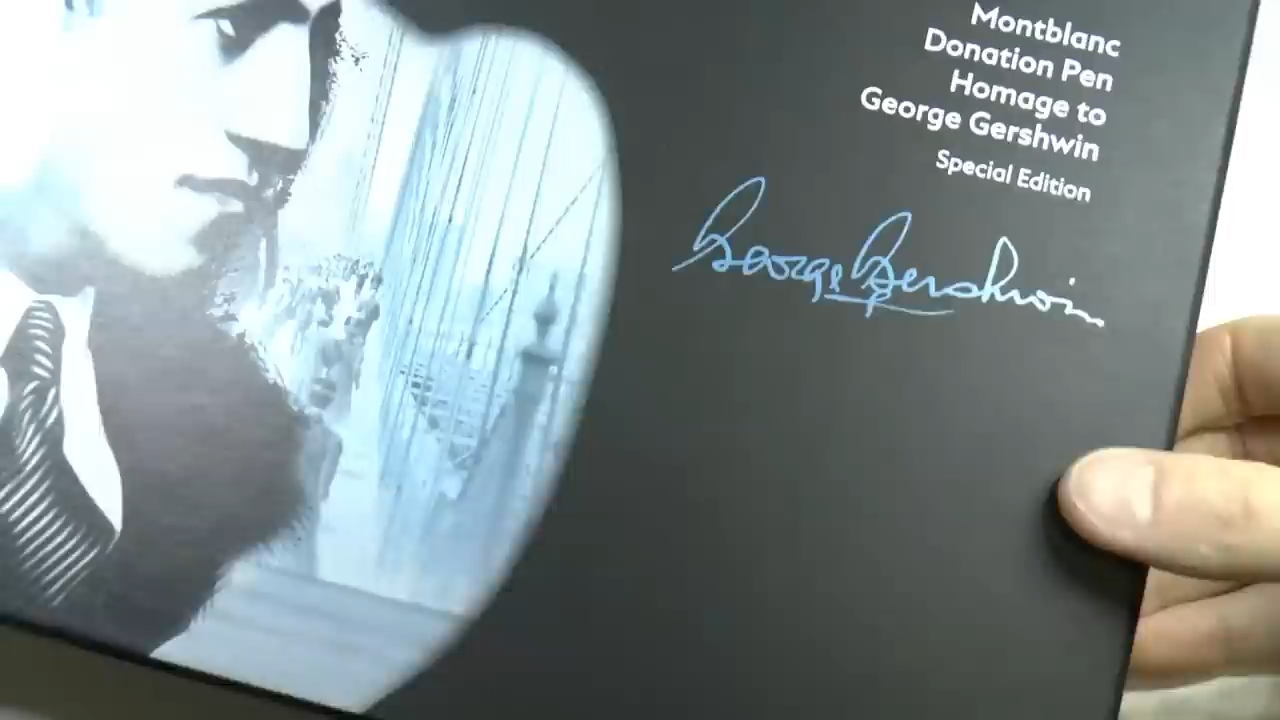 Montblanc
Donation Pen
Homage to
George Gershwin
Special Edition
George Gershwin